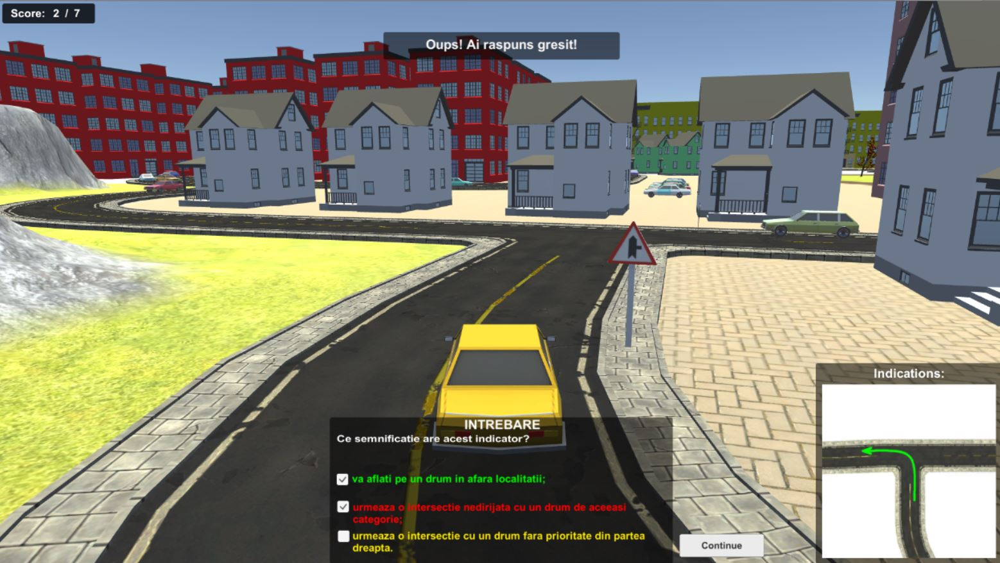 Score: 2 / 7
Oups! Ai raspuns gresit!
Indications:
INTREBARE
Ce semnificatie are acest indicator?
va aflati pe un drum in afara localitatii;
urmeaza o intersectie nedirijata cu un drum de aceeasi
categorie;
urmeaza o intersectie cu un drum fara prioritate din partea
dreapta.
Continue